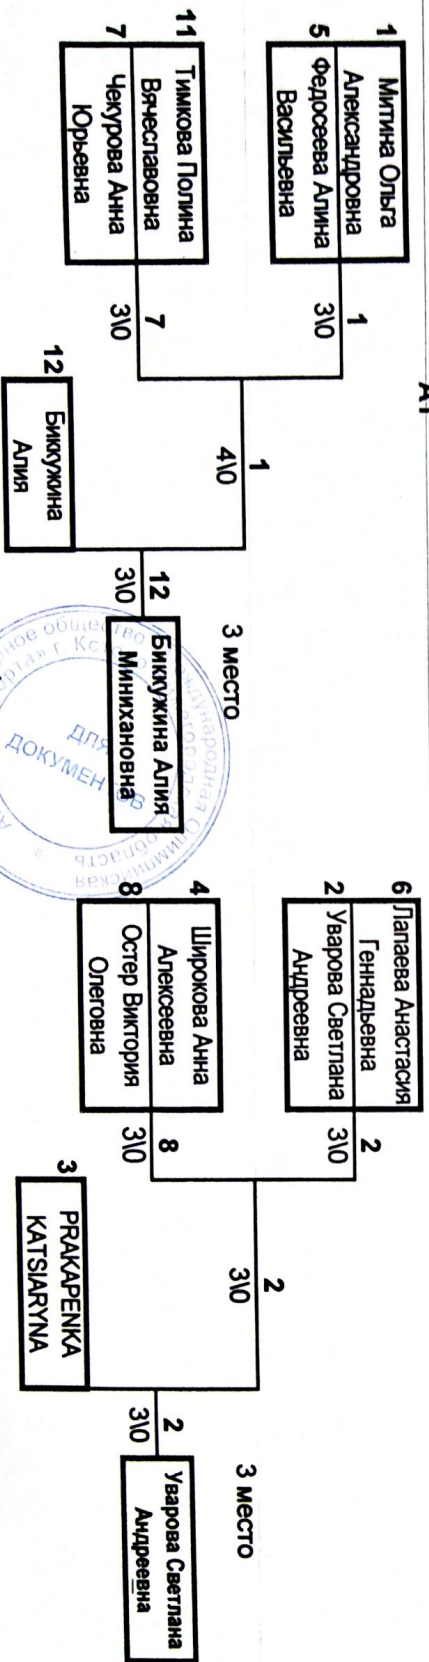 А1
1
Митина Ольга
Александровна
5
Федосеева Алина
Васильевна
1
3\0
11
Тимкова Полина
Вячеславовна
7
Чекурова Анна
Юрьевна
7
3\0
1
4\0
12
Биккужина
Алия
12
3\0
3 место
Биккужина Алия
Минихановна
ДЛЯ
ДОКУМЕНТОВ
6
Лапаева Анастасия
Геннадьевна
2
Уварова Светлана
Андреевна
2
3\0
4
Широкова Анна
Алексеевна
8
Остер Виктория
Олеговна
8
3\0
2
3\0
3
PRAKAPENKA
KATSIARYNA
2
3\0
3 место
Уварова Светлана
Андреевна